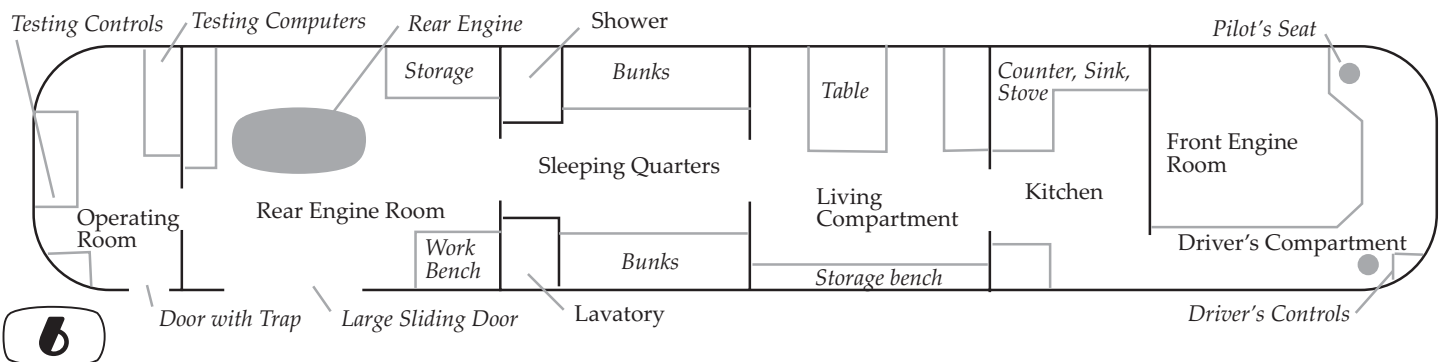 Testing Controls
Testing Computers
Rear Engine
Shower
Pilot's Seat
Storage
Bunks
Table
Counter, Sink,
Stove
Front Engine
Room
Sleeping Quarters
Kitchen
Living
Compartment
Operating
Room
Rear Engine Room
Work
Bench
Bunks
Storage bench
Driver's Compartment
Door with Trap
Large Sliding Door
Lavatory
Driver's Controls
6